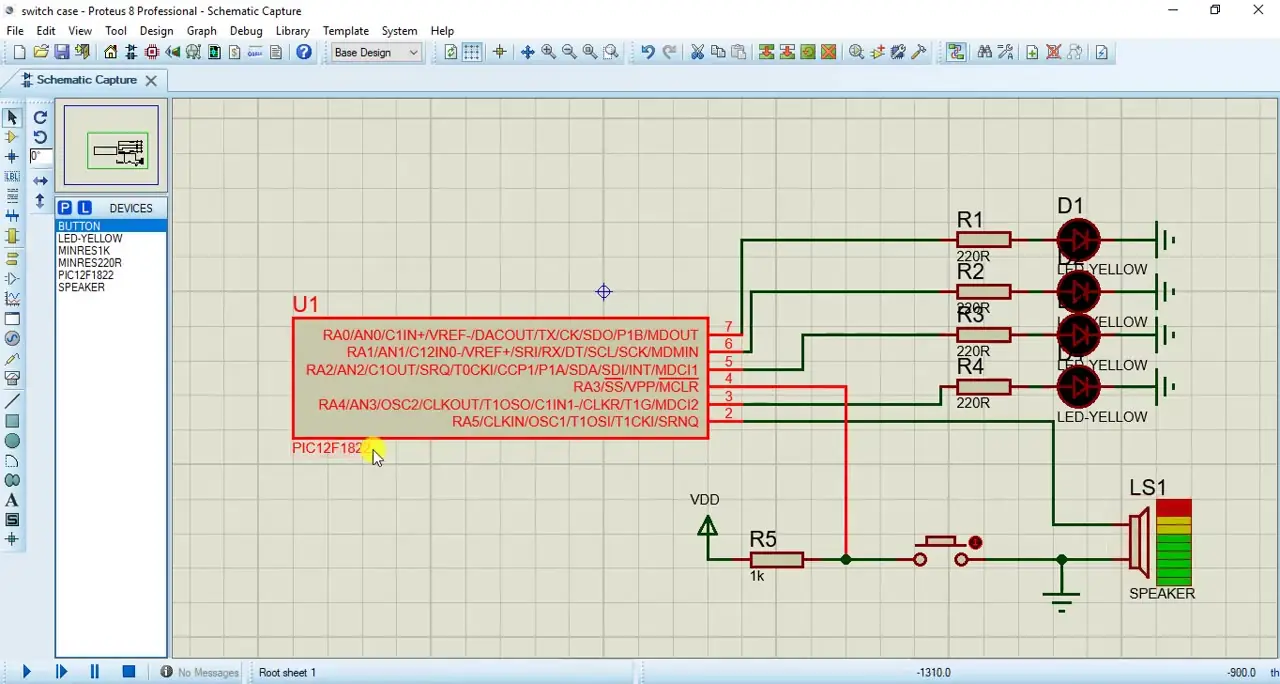 switch case - Proteus 8 Professional - Schematic Capture
File Edit View Tool Design Graph Debug Library Template System Help
Base Design
Schematic Capture
0°
P L DEVICES
BUTTON
LED-YELLOW
MINRES1K
MINRES220R
PIC12F1822
SPEAKER
LBL
A
S
U1
RA0/AN0/C1IN+/VREF-/DACOUT/TX/CK/SDO/P1B/MDOUT 7
RA1/AN1/C12IN0-/VREF+/SRI/RX/DT/SCL/SCK/MDMIN 6
RA2/AN2/C1OUT/SRQ/T0CKI/CCP1/P1A/SDA/SDI/INT/MDCI1 5
RA3/SS/VPP/MCLR 4
RA4/AN3/OSC2/CLKOUT/T1OSO/C1IN1-/CLKR/T1G/MDCI2 3
RA5/CLKIN/OSC1/T1OSI/T1CKI/SRNQ 2
PIC12F1822
R1
220R
D1
LED-YELLOW
R2
220R
LED-YELLOW
R3
220R
LED-YELLOW
R4
220R
LED-YELLOW
VDD
R5
1k
LS1
SPEAKER
No Messages
Root sheet 1
-1310.0
-900.0
th